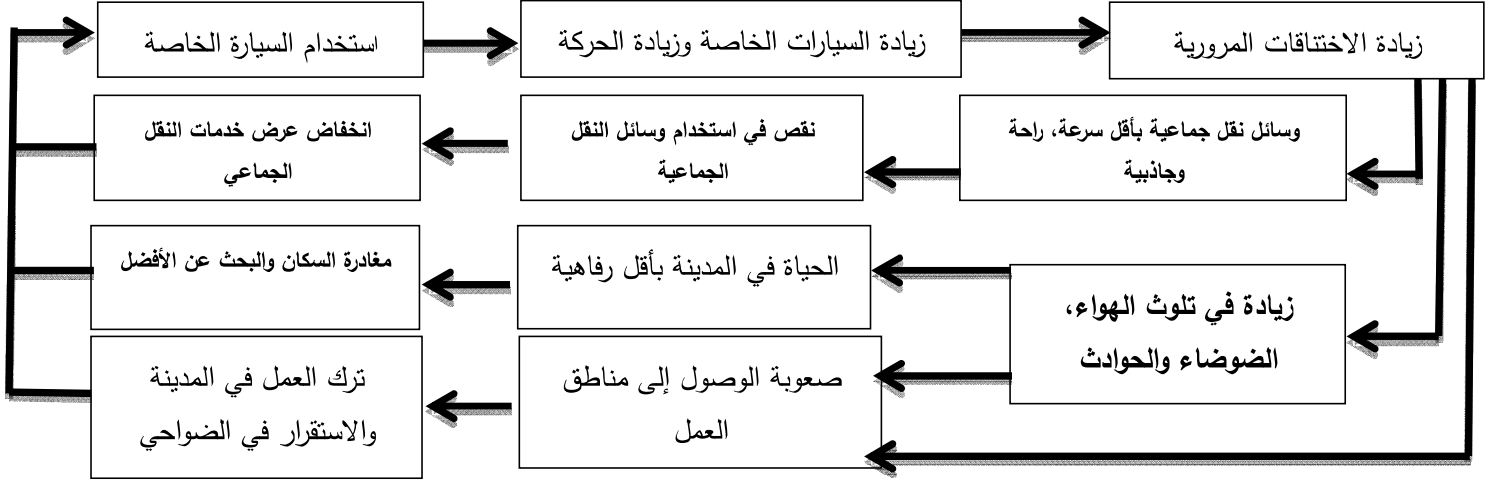 استخدام السيارة الخاصة
زيادة السيارات الخاصة وزيادة الحركة
زيادة الاختناقات المرورية
وسائل نقل جماعية بأقل سرعة، راحة
وجاذبية
نقص في استخدام وسائل النقل
الجماعية
انخفاض عرض خدمات النقل
الجماعي
زيادة في تلوث الهواء،
الضوضاء والحوادث
الحياة في المدينة بأقل رفاهية
مغادرة السكان والبحث عن الأفضل
صعوبة الوصول إلى مناطق
العمل
ترك العمل في المدينة
والاستقرار في الضواحي